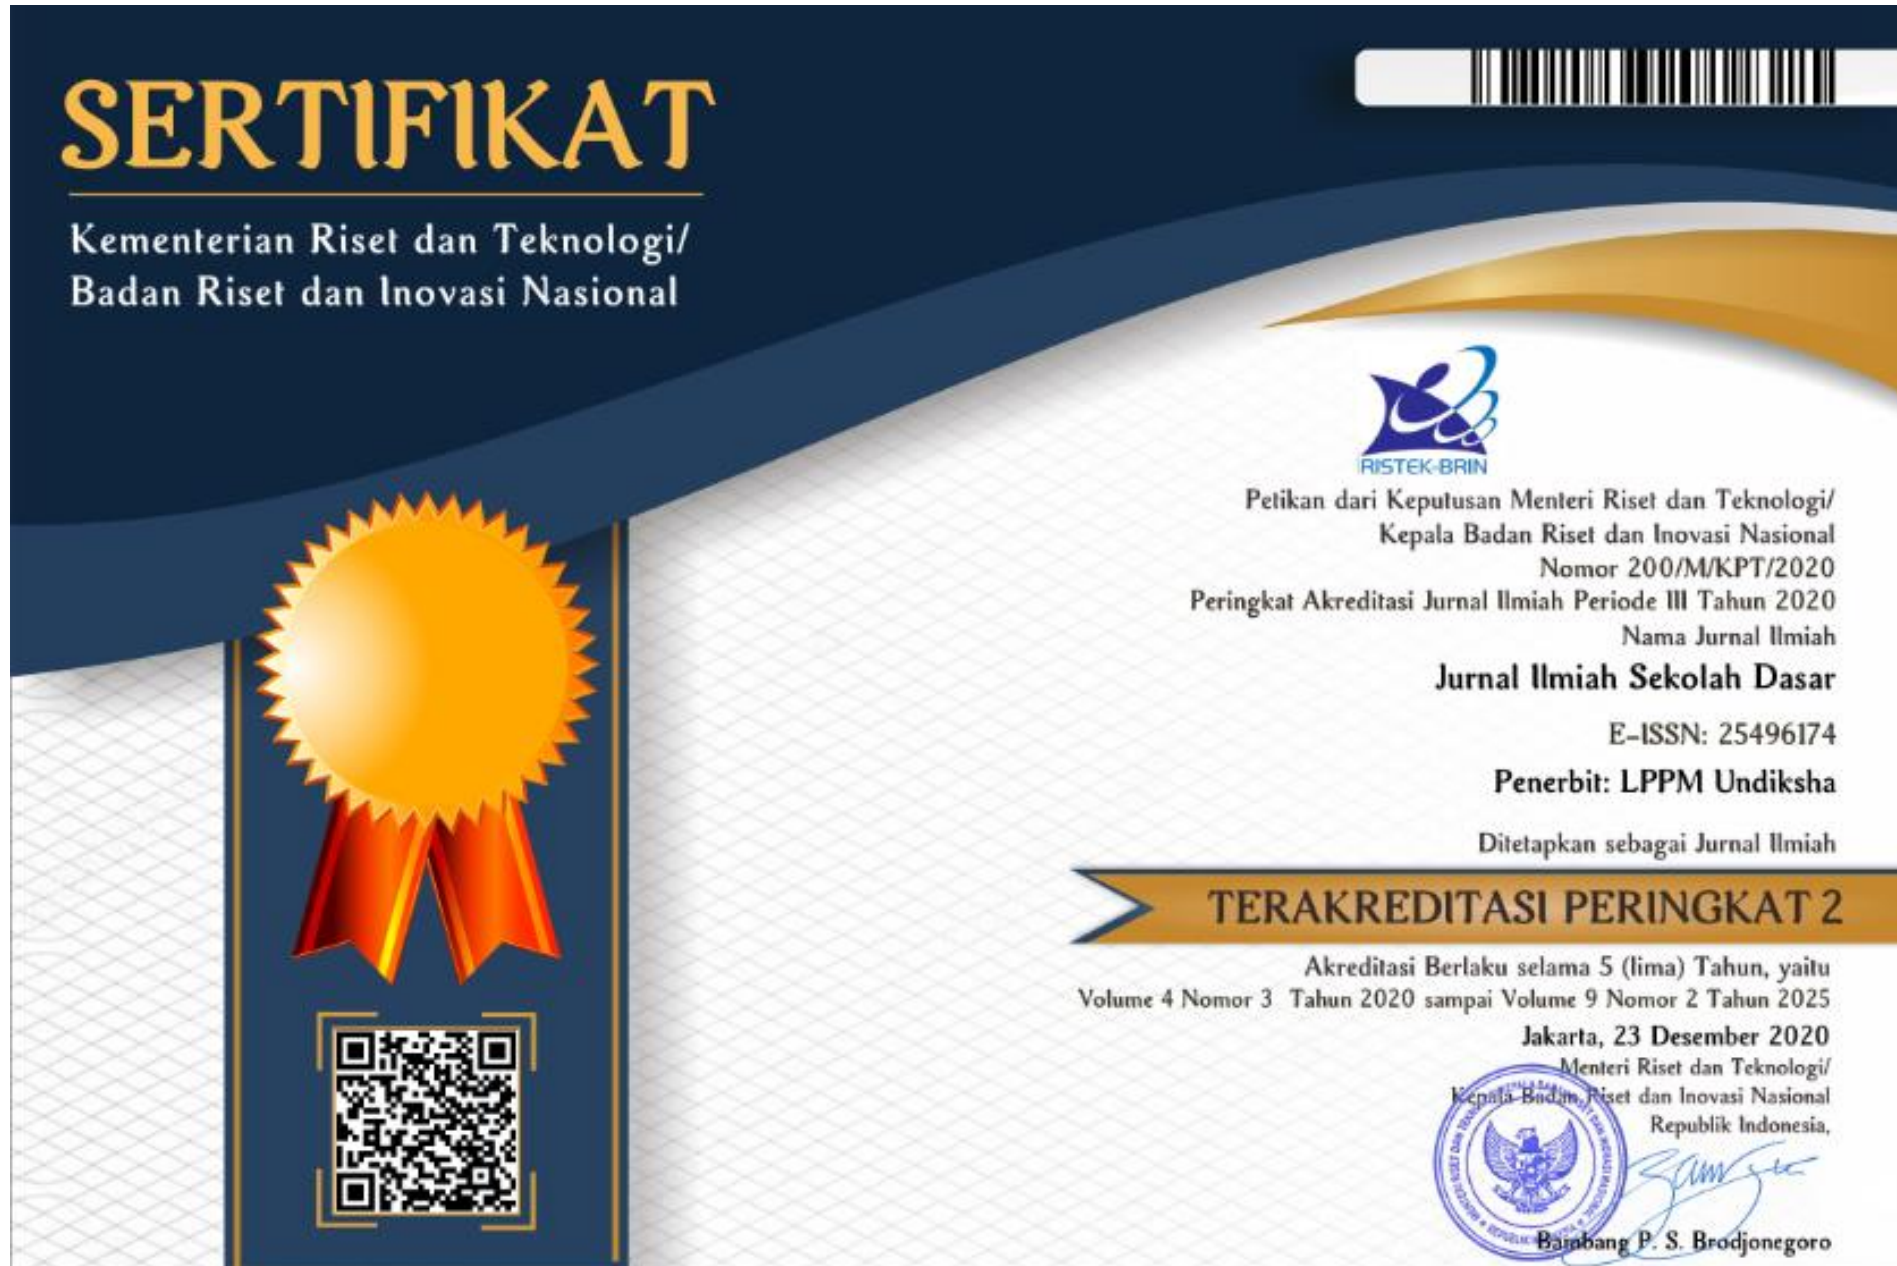 SERTIFIKAT
Kementerian Riset dan Teknologi/
Badan Riset dan Inovasi Nasional
RISTEK-BRIN
Petikan dari Keputusan Menteri Riset dan Teknologi/
Kepala Badan Riset dan Inovasi Nasional
Nomor 200/M/KPT/2020
Peringkat Akreditasi Jurnal Ilmiah Periode III Tahun 2020
Nama Jurnal Ilmiah
Jurnal Ilmiah Sekolah Dasar
E-ISSN: 25496174
Penerbit: LPPM Undiksha
Ditetapkan sebagai Jurnal Ilmiah
TERAKREDITASI PERINGKAT 2
Akreditasi Berlaku selama 5 (lima) Tahun, yaitu
Volume 4 Nomor 3 Tahun 2020 sampai Volume 9 Nomor 2 Tahun 2025
Jakarta, 23 Desember 2020
Menteri Riset dan Teknologi/
Kepala Badan Riset dan Inovasi Nasional
Republik Indonesia,
Bambang P. S. Brodjonegoro